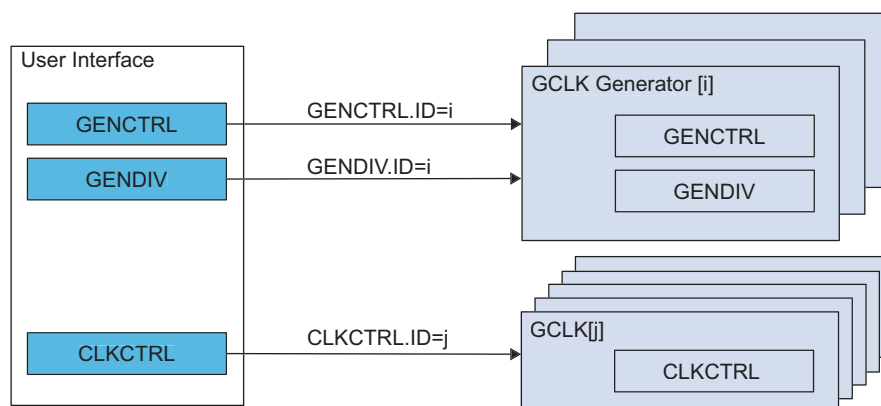 User Interface
GENCTRL
GENDIV
CLKCTRL
GENCTRL.ID=i
GENDIV.ID=i
CLKCTRL.ID=j
GCLK Generator [i]
GENCTRL
GENDIV
GCLK[j]
CLKCTRL